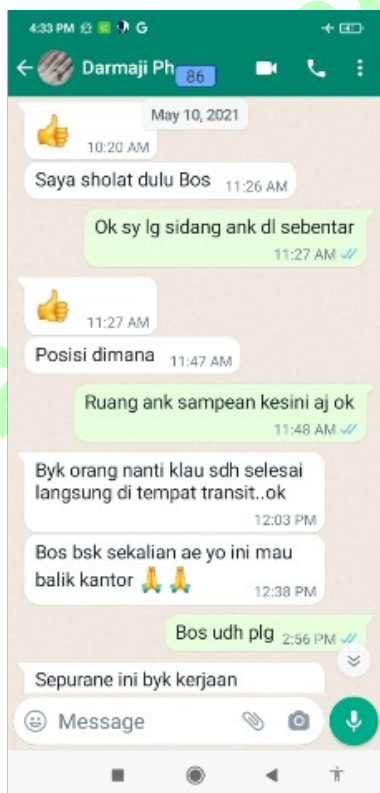 4:33 PM
Darmaji Ph
86
May 10, 2021
10:20 AM
Saya sholat dulu Bos 11:26 AM
Ok sy lg sidang ank dl sebentar
11:27 AM
11:27 AM
Posisi dimana 11:47 AM
Ruang ank sampean kesini aj ok
11:48 AM
Byk orang nanti klau sdh selesai
langsung di tempat transit..ok
12:03 PM
Bos bsk sekalian ae yo ini mau
balik kantor 🙏 🙏
12:38 PM
Bos udh plg 2:56 PM
Sepurane ini byk kerjaan
Message